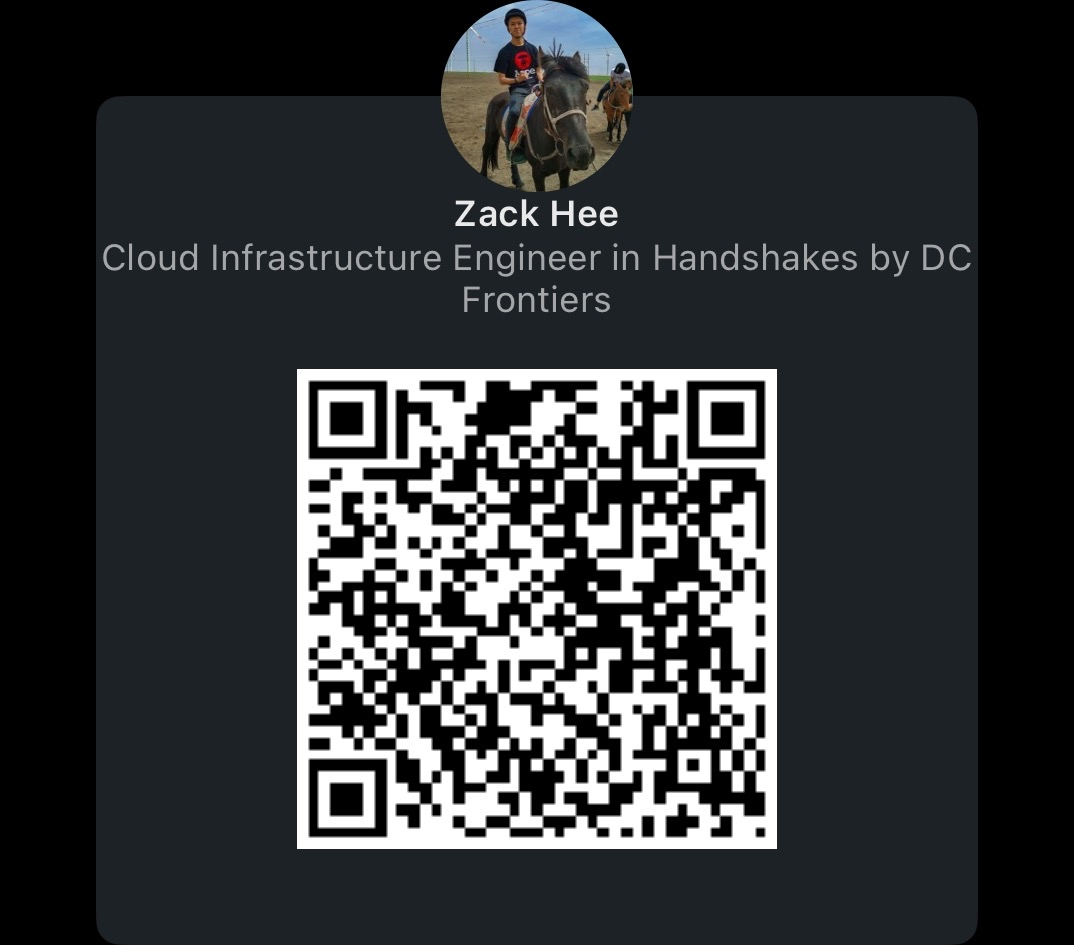 Zack Hee
Cloud Infrastructure Engineer in Handshakes by DC
Frontiers